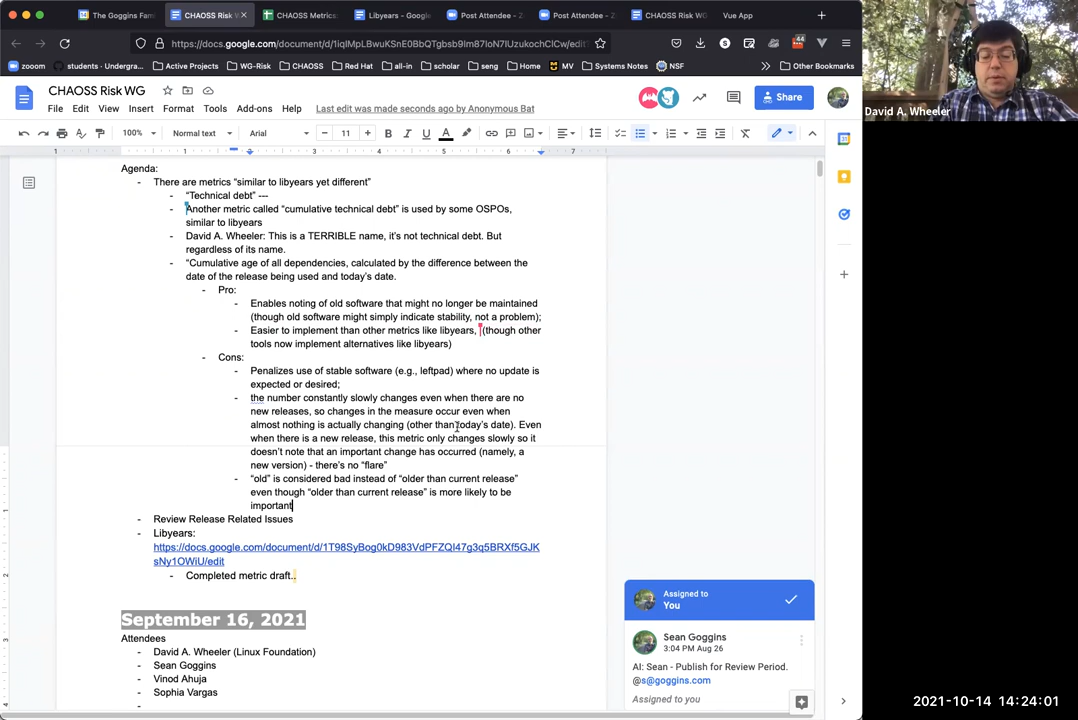 The Goggins Fam
CHAOSS Risk W
CHAOSS Metrics
Libyears - Google
Post Attendee - Z
Post Attendee - Z
CHAOSS Risk WG
Vue App
zooom
students - Undergra...
Active Projects
WG-Risk
CHAOSS
Red Hat
all-in
scholar
seng
Home
MV
Systems Notes
NSF
Other Bookmarks
CHAOSS Risk WG
File Edit View Insert Format Tools Add-ons Help
Last edit was made seconds ago by Anonymous Bat
Share
David A. Wheeler
100% Normal text Arial 11
1 1 2 3 4 5 6 7
Agenda:
- There are metrics “similar to libyears yet different”
- “Technical debt” ---
- Another metric called “cumulative technical debt” is used by some OSPOs,
similar to libyears
- David A. Wheeler: This is a TERRIBLE name, it’s not technical debt. But
regardless of its name.
- “Cumulative age of all dependencies, calculated by the difference between the
date of the release being used and today’s date.
- Pro:
- Enables noting of old software that might no longer be maintained
(though old software might simply indicate stability, not a problem);
- Easier to implement than other metrics like libyears, (though other
tools now implement alternatives like libyears)
- Cons:
- Penalizes use of stable software (e.g., leftpad) where no update is
expected or desired;
- the number constantly slowly changes even when there are no
new releases, so changes in the measure occur even when
almost nothing is actually changing (other than today’s date). Even
when there is a new release, this metric only changes slowly so it
doesn’t note that an important change has occurred (namely, a
new version) - there’s no “flare”
- “old” is considered bad instead of “older than current release”
even though “older than current release” is more likely to be
important
- Review Release Related Issues
- Libyears:
https://docs.google.com/document/d/1T98SyBog0kD983VdPFZQI47g3q5BRXf5GJK
sNy1OWiU/edit
- Completed metric draft..
September 16, 2021
Attendees
- David A. Wheeler (Linux Foundation)
- Sean Goggins
- Vinod Ahuja
- Sophia Vargas
-
Assigned to
You
Sean Goggins
3:04 PM Aug 26
AI: Sean - Publish for Review Period.
@s@goggins.com
Assigned to you
2021-10-14 14:24:01